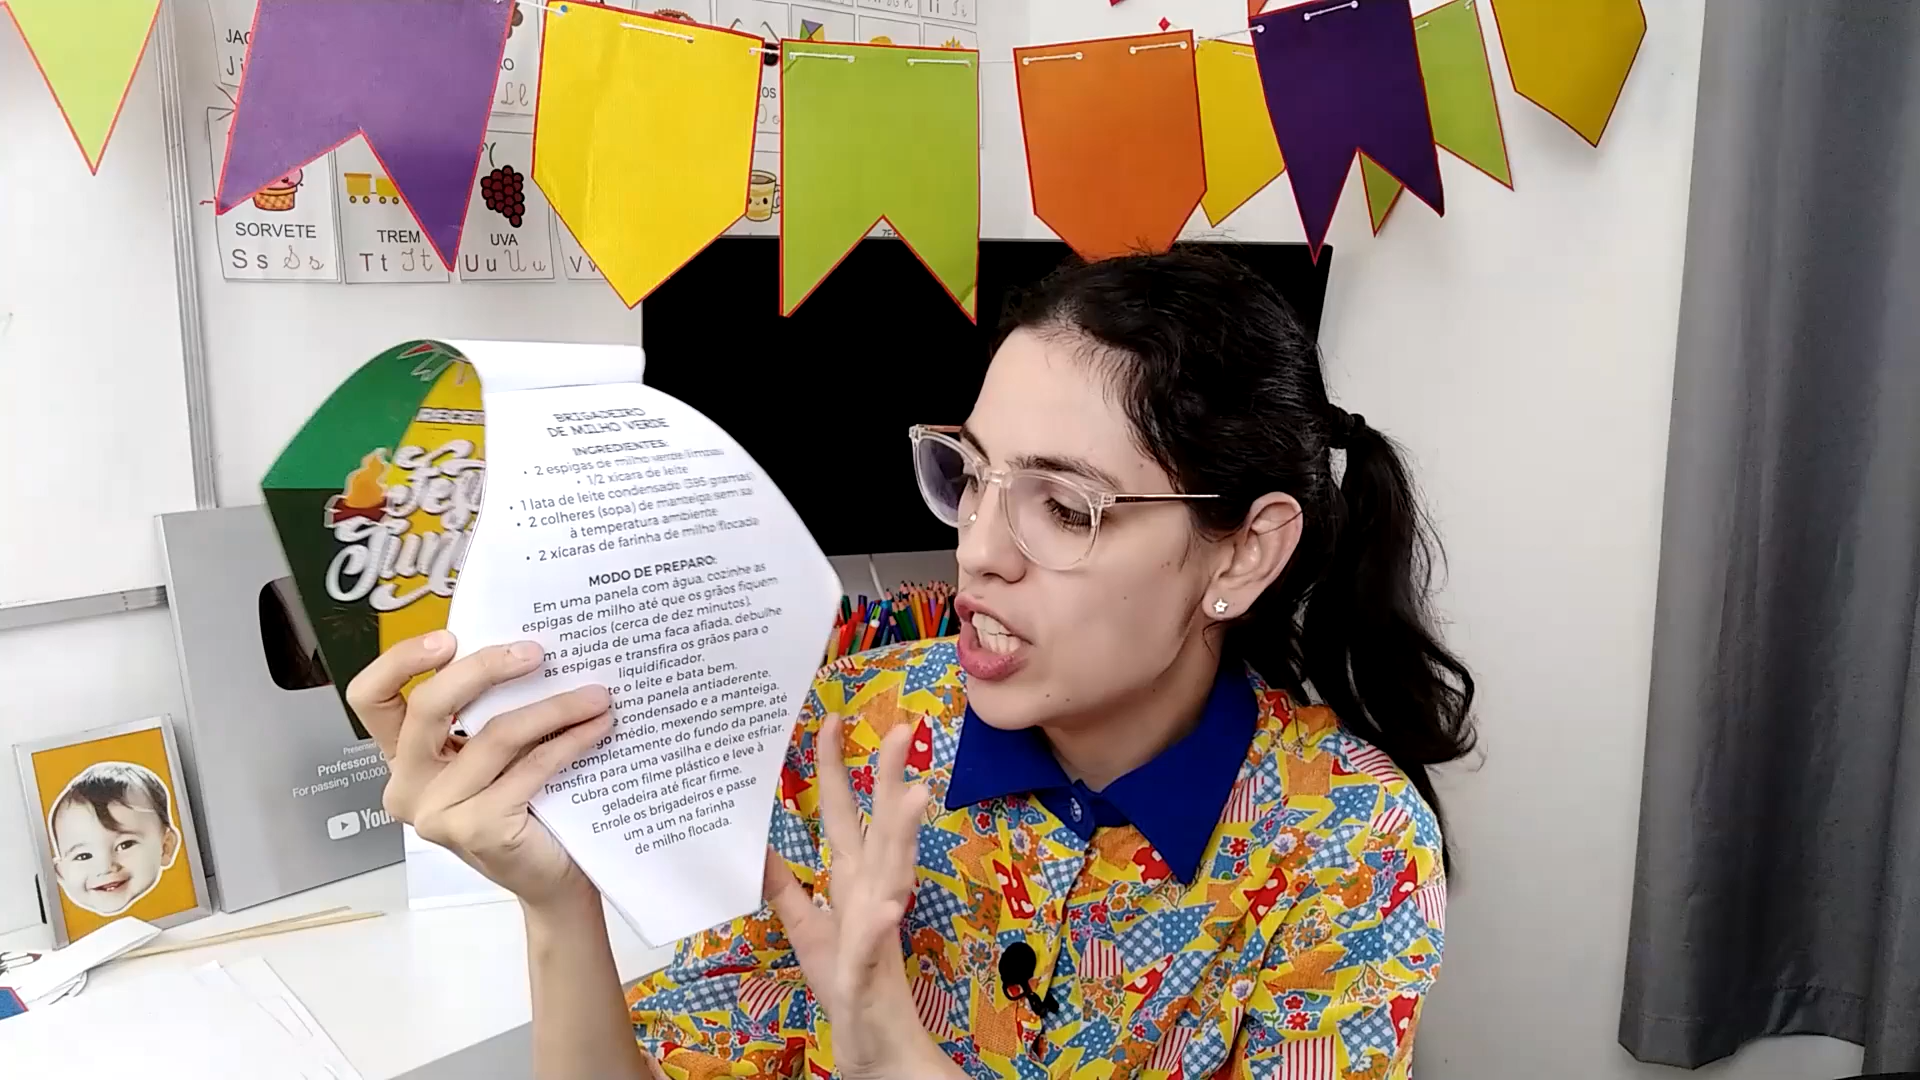 SORVETE
S s S s
TREM
T t T t
UVA
U u U u
RECEI
BRIGADEIRO
DE MILHO VERDE
INGREDIENTES:
• 2 espigas de milho verde limpas
• 1/2 xícara de leite
• 1 lata de leite condensado (395 gramas)
• 2 colheres (sopa) de manteiga sem sa
à temperatura ambiente
• 2 xícaras de farinha de milho flocada
MODO DE PREPARO:
Em uma panela com água, cozinhe as
espigas de milho até que os grãos fiquem
macios (cerca de dez minutos).
m a ajuda de uma faca afiada, debulhe
as espigas e transfira os grãos para o
liquidificador.
te o leite e bata bem.
uma panela antiaderente,
condensado e a manteiga.
go médio, mexendo sempre, até
completamente do fundo da panela.
Transfira para uma vasilha e deixe esfriar.
Cubra com filme plástico e leve à
geladeira até ficar firme.
Enrole os brigadeiros e passe
um a um na farinha
de milho flocada.
Presented
Professora
For passing 100,000
YouT